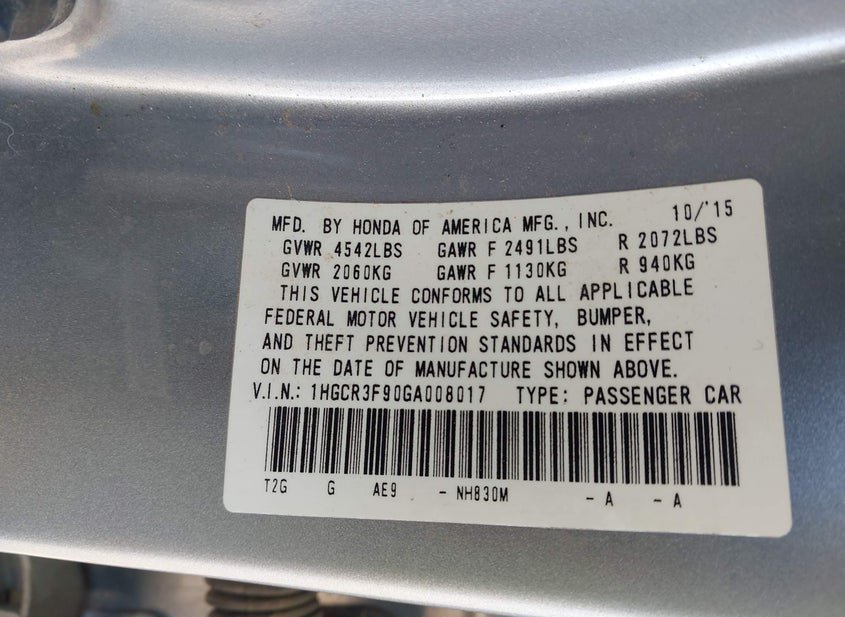 MFD. BY HONDA OF AMERICA MFG., INC. 10/'15
GVWR 4542LBS GAWR F 2491LBS R 2072LBS
GVWR 2060KG GAWR F 1130KG R 940KG
THIS VEHICLE CONFORMS TO ALL APPLICABLE
FEDERAL MOTOR VEHICLE SAFETY, BUMPER,
AND THEFT PREVENTION STANDARDS IN EFFECT
ON THE DATE OF MANUFACTURE SHOWN ABOVE.
V.I.N.: 1HGCR3F90GA008017 TYPE: PASSENGER CAR
T2G G AE9 - NH830M - A - A